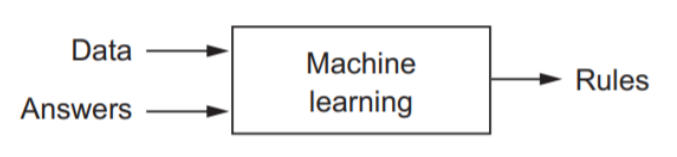 Data
Answers
Machine
learning
Rules